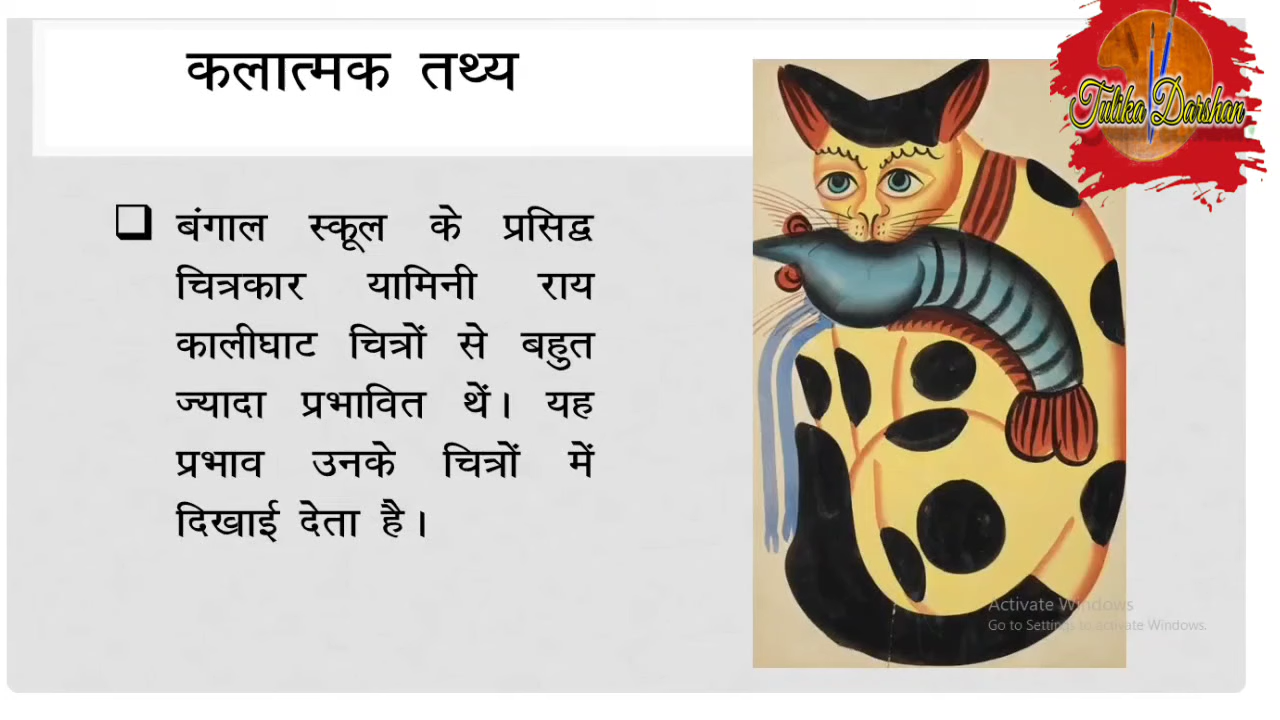 कलात्मक तथ्य
Tulika Darshan
❑ बंगाल स्कूल के प्रसिद्व
चित्रकार यामिनी राय
कालीघाट चित्रों से बहुत
ज्यादा प्रभावित थें। यह
प्रभाव उनके चित्रों में
दिखाई देता है।
Activate Windows
Go to Settings to activate Windows.